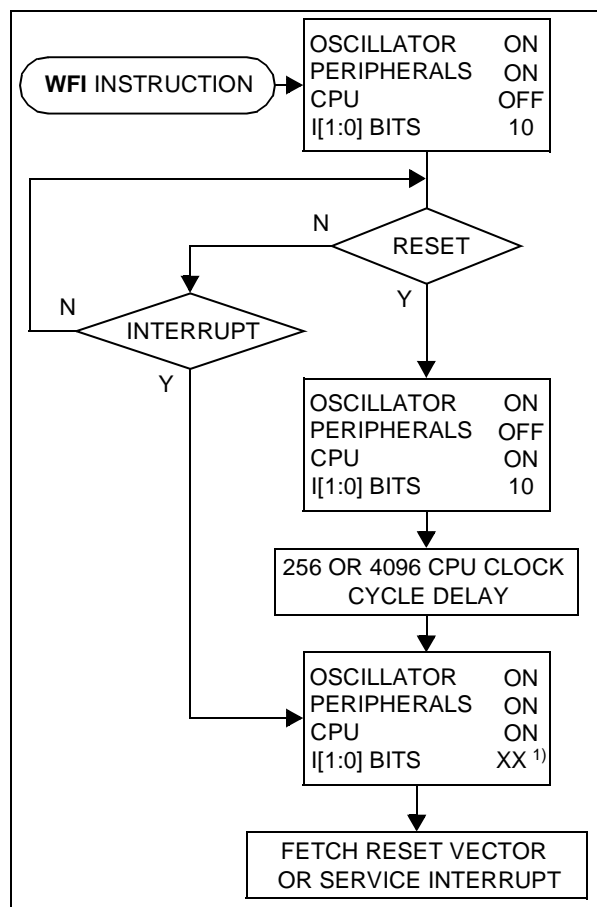 WFI INSTRUCTION
OSCILLATOR ON
PERIPHERALS ON
CPU OFF
I[1:0] BITS 10
N
RESET
Y
N
INTERRUPT
Y
OSCILLATOR ON
PERIPHERALS OFF
CPU ON
I[1:0] BITS 10
256 OR 4096 CPU CLOCK
CYCLE DELAY
OSCILLATOR ON
PERIPHERALS ON
CPU ON
I[1:0] BITS XX 1)
FETCH RESET VECTOR
OR SERVICE INTERRUPT